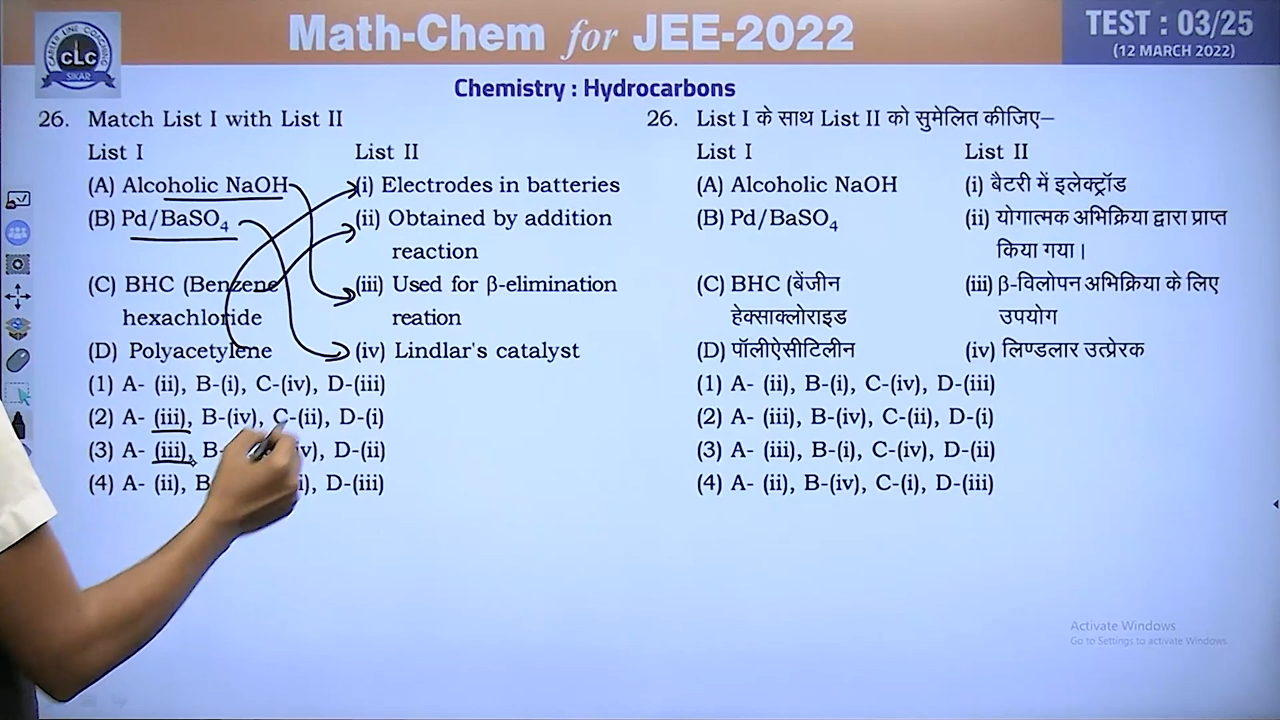 CAREER LINE COACHING
CLC
SIKAR
Math-Chem for JEE-2022
TEST : 03/25
(12 MARCH 2022)
Chemistry : Hydrocarbons
26. Match List I with List II
List I List II
(A) Alcoholic NaOH (i) Electrodes in batteries
(B) Pd/BaSO4 (ii) Obtained by addition
reaction
(C) BHC (Benzene (iii) Used for β-elimination
hexachloride reation
(D) Polyacetylene (iv) Lindlar's catalyst
(1) A- (ii), B-(i), C-(iv), D-(iii)
(2) A- (iii), B-(iv), C-(ii), D-(i)
(3) A- (iii), B- D-(ii)
(4) A- (ii), B D-(iii)
26. List I के साथ List II को सुमेलित कीजिए–
List I List II
(A) Alcoholic NaOH (i) बैटरी में इलेक्ट्रॉड
(B) Pd/BaSO4 (ii) योगात्मक अभिक्रिया द्वारा प्राप्त
किया गया।
(C) BHC (बेंजीन (iii) β-विलोपन अभिक्रिया के लिए
हेक्साक्लोराइड उपयोग
(D) पॉलीऐसीटिलीन (iv) लिण्डलार उत्प्रेरक
(1) A- (ii), B-(i), C-(iv), D-(iii)
(2) A- (iii), B-(iv), C-(ii), D-(i)
(3) A- (iii), B-(i), C-(iv), D-(ii)
(4) A- (ii), B-(iv), C-(i), D-(iii)
Activate Windows
Go to Settings to activate Windows.